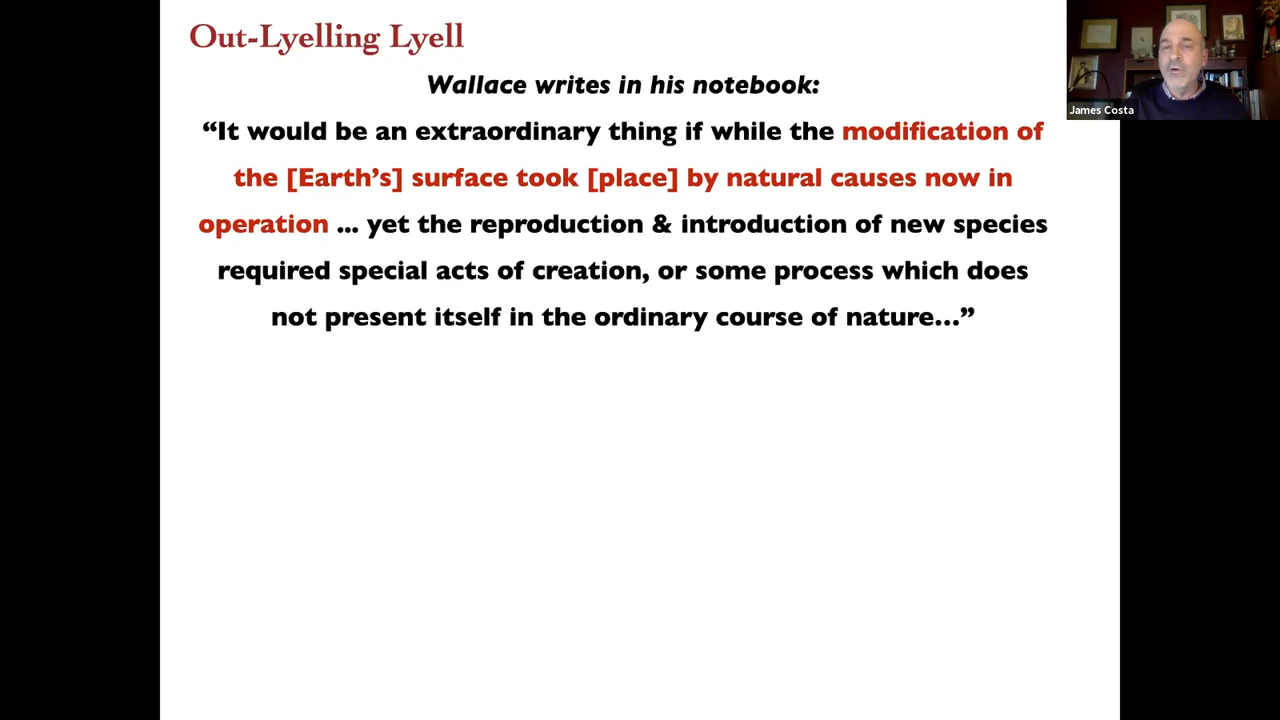 Out-Lyelling Lyell
Wallace writes in his notebook:
“It would be an extraordinary thing if while the modification of
the [Earth’s] surface took [place] by natural causes now in
operation ... yet the reproduction & introduction of new species
required special acts of creation, or some process which does
not present itself in the ordinary course of nature…”
James Costa